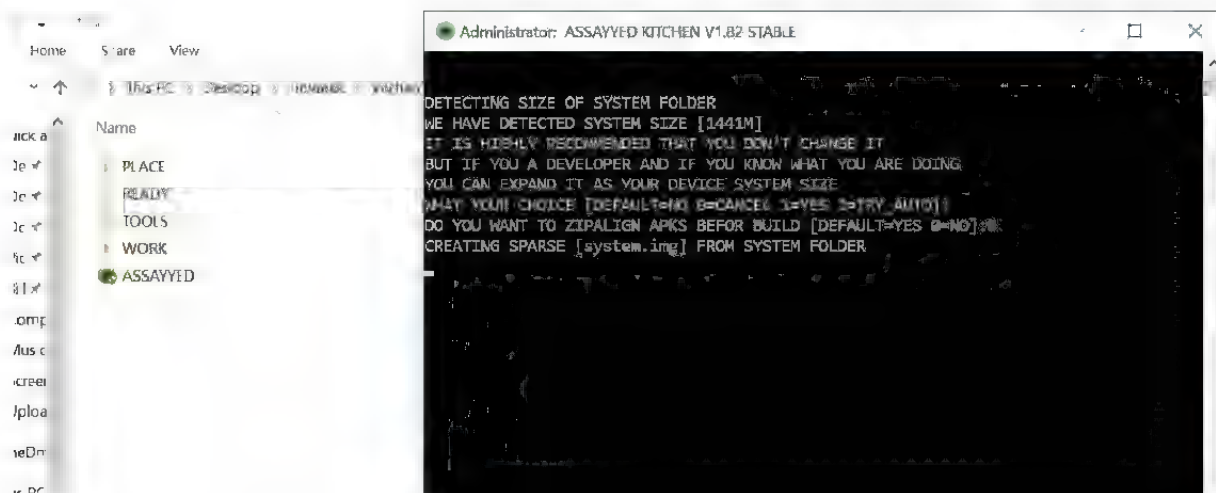 Home Share View
This PC Desktop
Name
PLACE
READY
TOOLS
WORK
ASSAYYED
Administrator: ASSAYYED KITCHEN V1.82 STABLE
DETECTING SIZE OF SYSTEM FOLDER
WE HAVE DETECTED SYSTEM SIZE [1441M]
IT IS HIGHLY RECOMMENDED THAT YOU DON'T CHANGE IT
BUT IF YOU A DEVELOPER AND IF YOU KNOW WHAT YOU ARE DOING
YOU CAN EXPAND IT AS YOUR DEVICE SYSTEM SIZE
WHAT YOUR CHOICE [DEFAULT=NO 0=CANCEL 1=YES 2=TRY_AUTO]:
DO YOU WANT TO ZIPALIGN APKS BEFOR BUILD [DEFAULT=YES 0=NO]:
CREATING SPARSE [system.img] FROM SYSTEM FOLDER